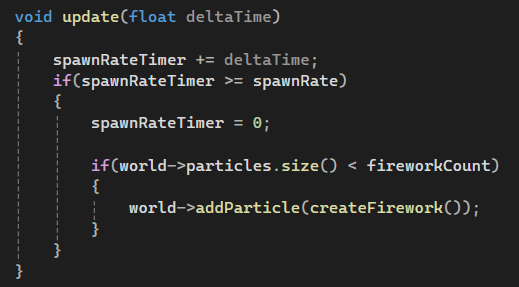 void update(float deltaTime)
{
spawnRateTimer += deltaTime;
if(spawnRateTimer >= spawnRate)
{
spawnRateTimer = 0;
if(world->particles.size() < fireworkCount)
{
world->addParticle(createFirework());
}
}
}